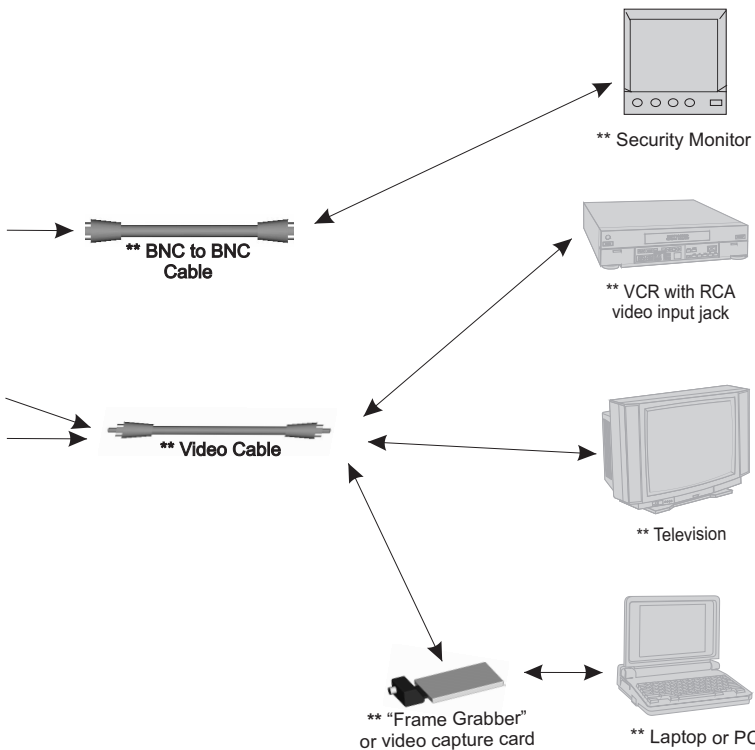 ** Security Monitor
** BNC to BNC
Cable
** VCR with RCA
video input jack
** Video Cable
** Television
** “Frame Grabber”
or video capture card
** Laptop or PC